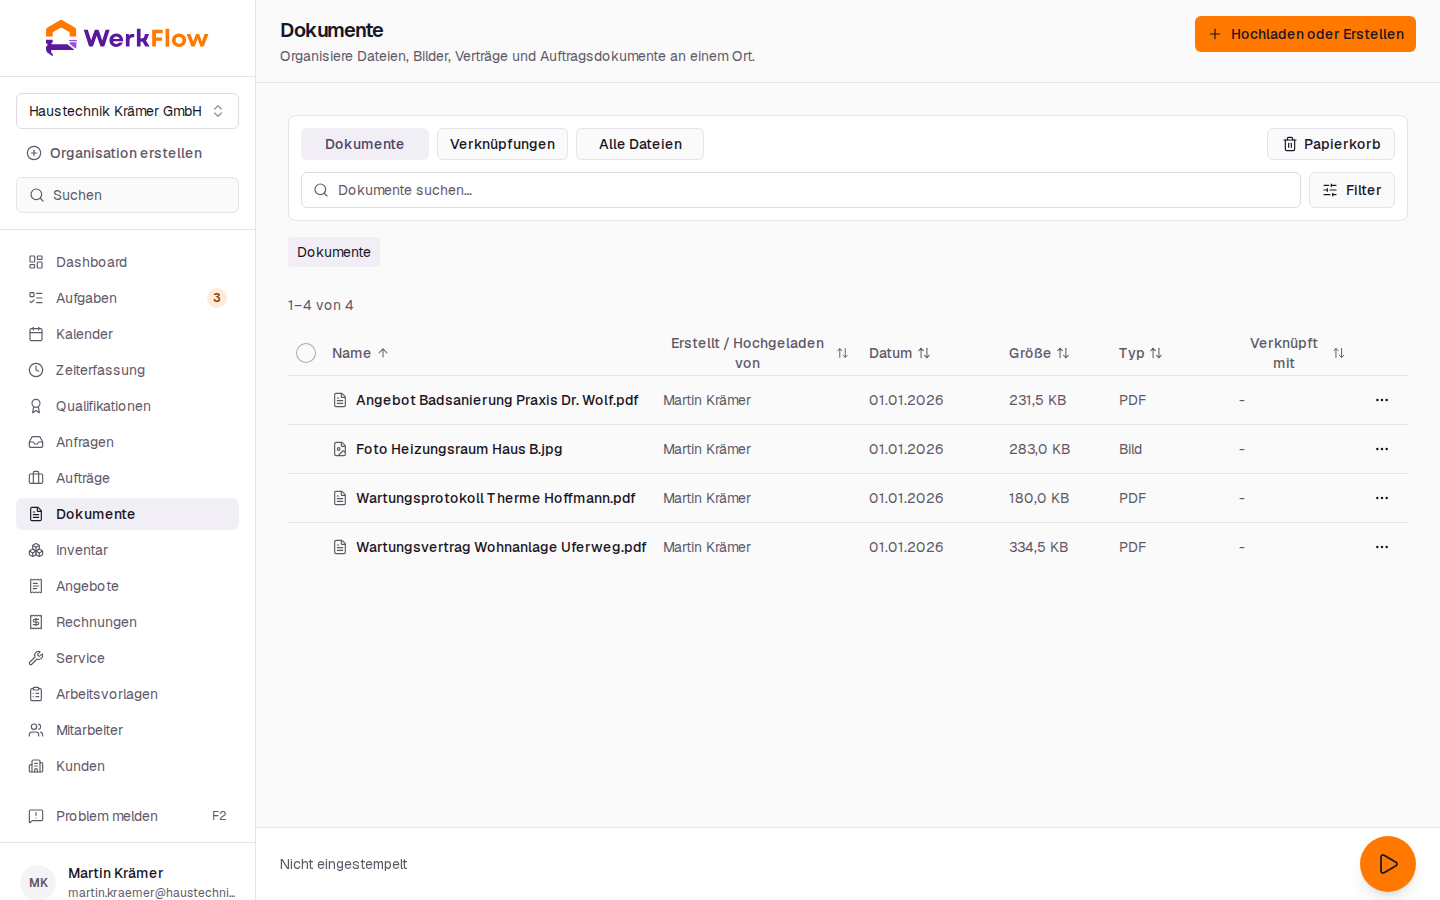 WerkFlow
Haustechnik Krämer GmbH
Organisation erstellen
Suchen
Dashboard
Aufgaben 3
Kalender
Zeiterfassung
Qualifikationen
Anfragen
Aufträge
Dokumente
Inventar
Angebote
Rechnungen
Service
Arbeitsvorlagen
Mitarbeiter
Kunden
Problem melden F2
MK
Martin Krämer
martin.kraemer@haustechni...
Dokumente
Organisiere Dateien, Bilder, Verträge und Auftragsdokumente an einem Ort.
Hochladen oder Erstellen
Dokumente Verknüpfungen Alle Dateien Papierkorb
Dokumente suchen...
Filter
Dokumente
1–4 von 4
Name Erstellt / Hochgeladen von Datum Größe Typ Verknüpft mit
Angebot Badsanierung Praxis Dr. Wolf.pdf Martin Krämer 01.01.2026 231,5 KB PDF -
Foto Heizungsraum Haus B.jpg Martin Krämer 01.01.2026 283,0 KB Bild -
Wartungsprotokoll Therme Hoffmann.pdf Martin Krämer 01.01.2026 180,0 KB PDF -
Wartungsvertrag Wohnanlage Uferweg.pdf Martin Krämer 01.01.2026 334,5 KB PDF -
Nicht eingestempelt